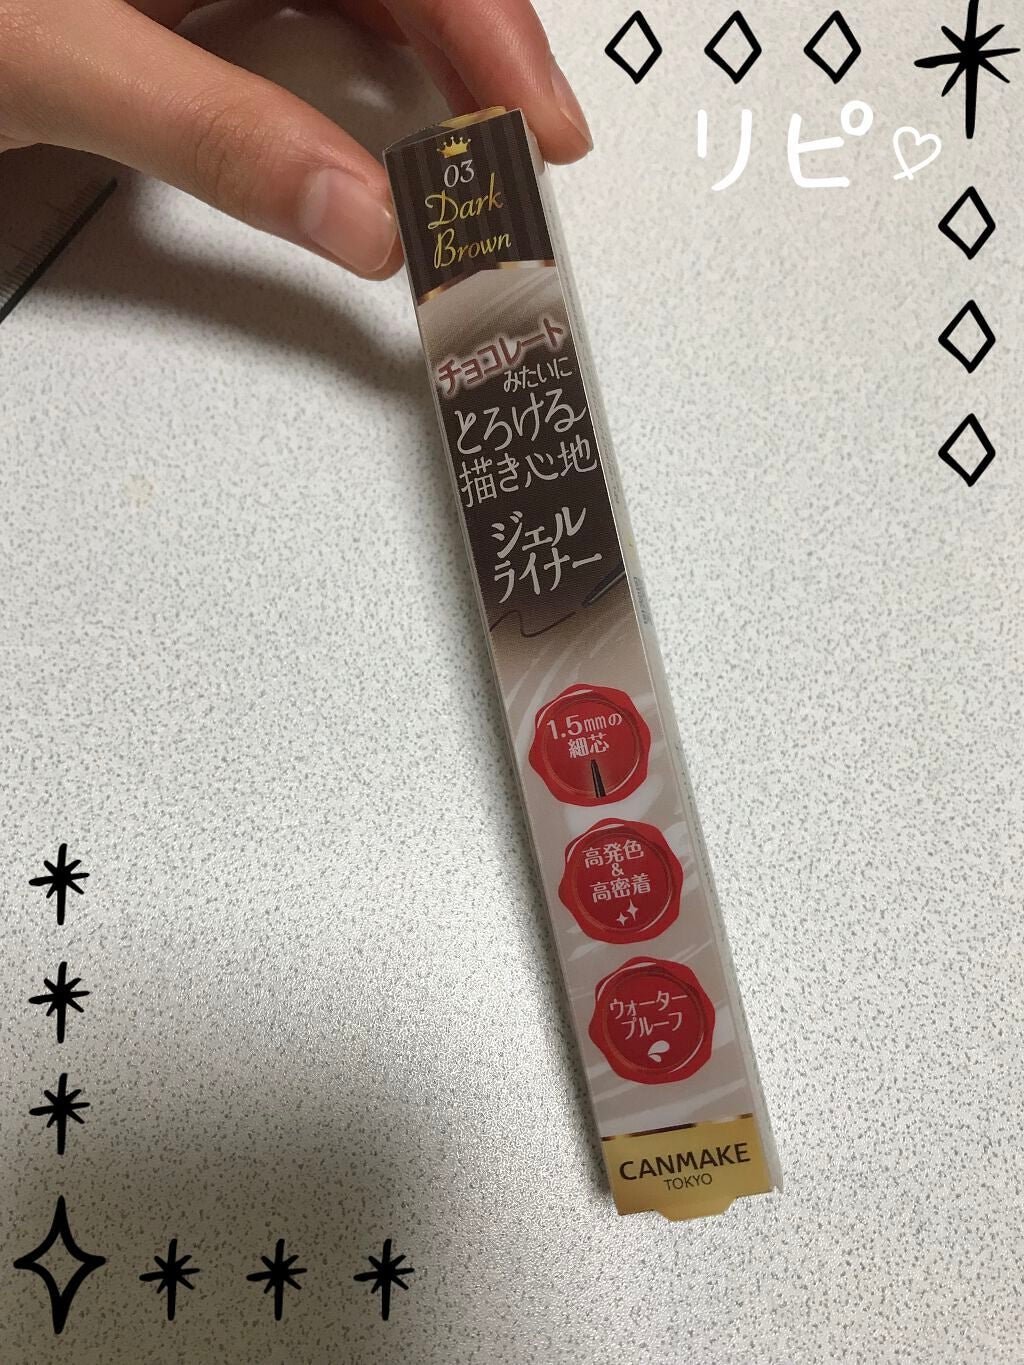 リピ♡
03
Dark
Brown
チョコレート
みたいに
とろける
描き心地
ジェル
ライナー
1.5mmの
細芯
高発色
&
高密着
ウォーター
プルーフ
CANMAKE
TOKYO